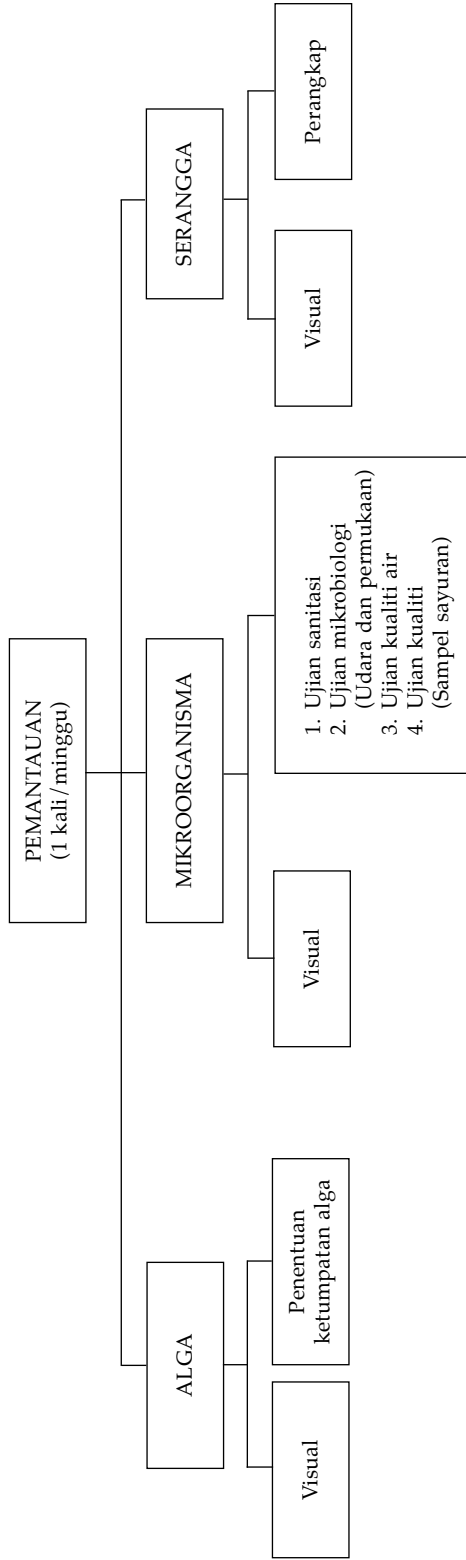 PEMANTAUAN
(1 kali/minggu)
ALGA
MIKROORGANISMA
SERANGGA
Visual
Penentuan
ketumpatan alga
Visual
1. Ujian sanitasi
2. Ujian mikrobiologi
(Udara dan permukaan)
3. Ujian kualiti air
4. Ujian kualiti
(Sampel sayuran)
Visual
Perangkap